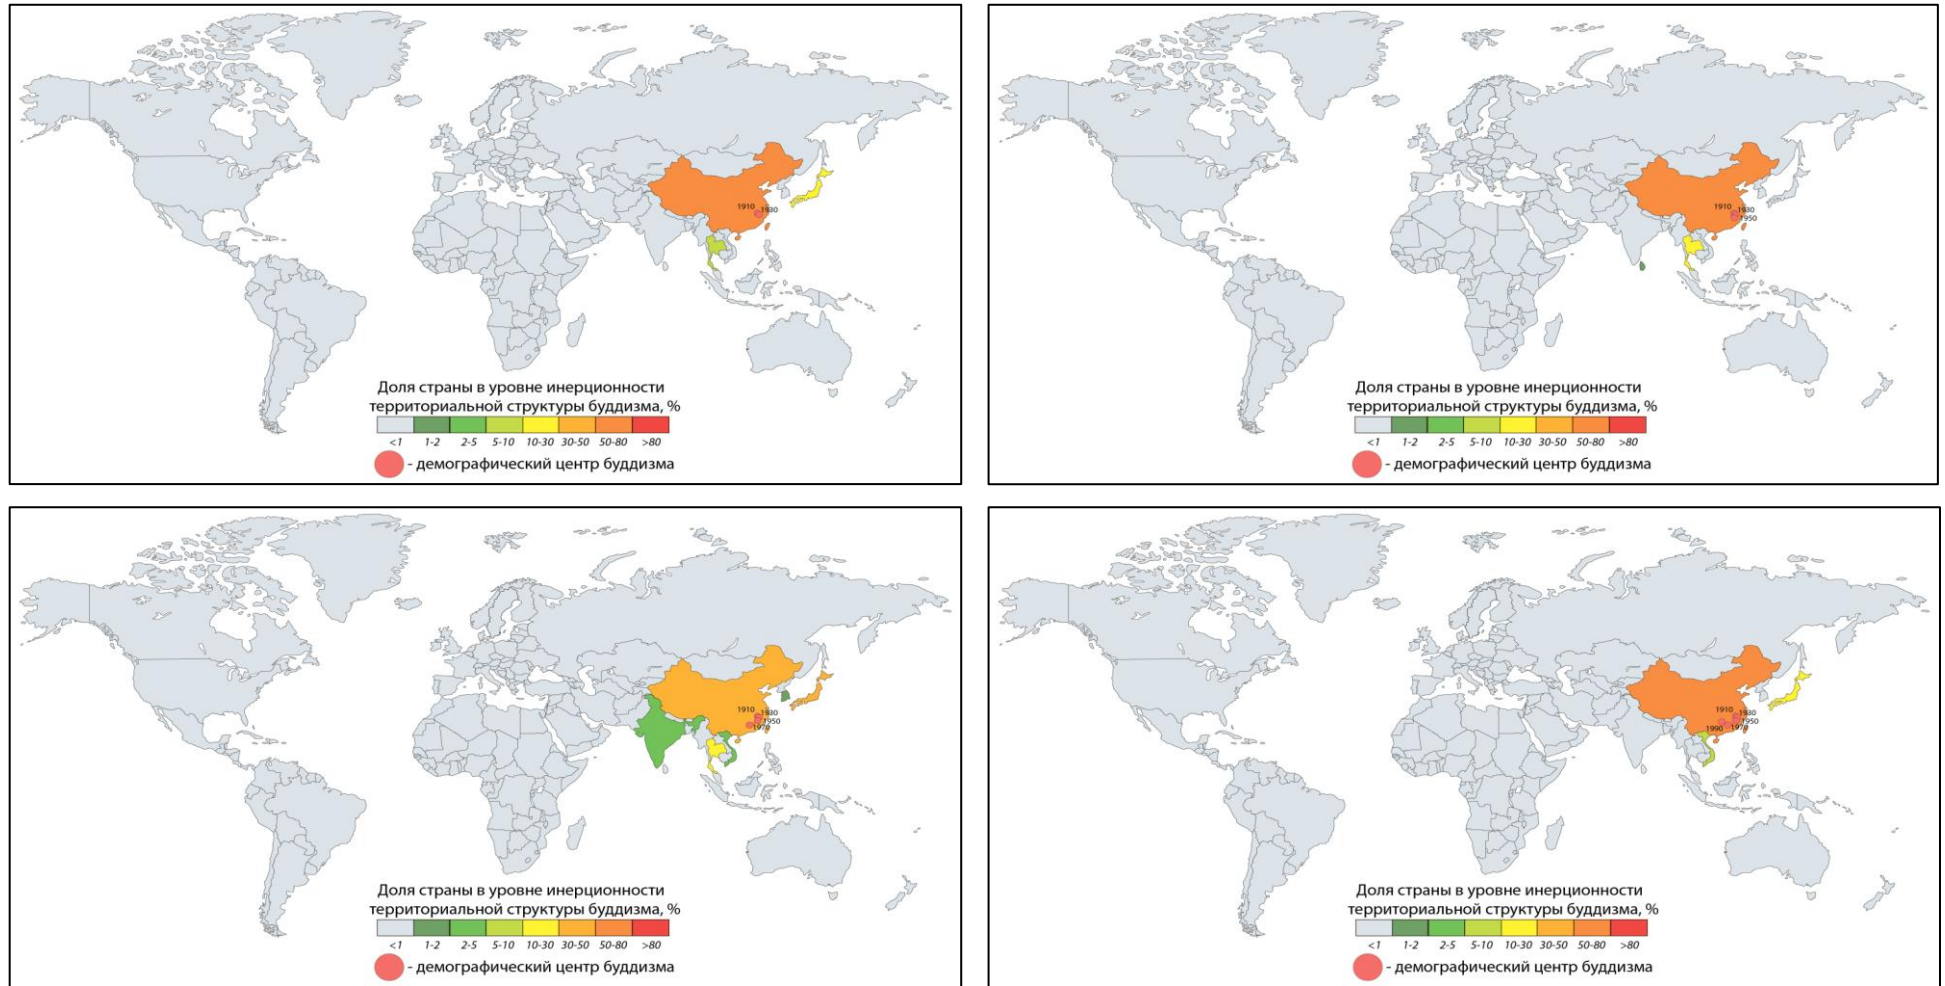 1910
1930
Доля страны в уровне инерционности
территориальной структуры буддизма, %
<1 1-2 2-5 5-10 10-30 30-50 50-80 >80
- демографический центр буддизма
1910
1930
1950
Доля страны в уровне инерционности
территориальной структуры буддизма, %
<1 1-2 2-5 5-10 10-30 30-50 50-80 >80
- демографический центр буддизма
1910
1930
1950
1970
Доля страны в уровне инерционности
территориальной структуры буддизма, %
<1 1-2 2-5 5-10 10-30 30-50 50-80 >80
- демографический центр буддизма
1910
1930
1950
1990 1970
Доля страны в уровне инерционности
территориальной структуры буддизма, %
<1 1-2 2-5 5-10 10-30 30-50 50-80 >80
- демографический центр буддизма